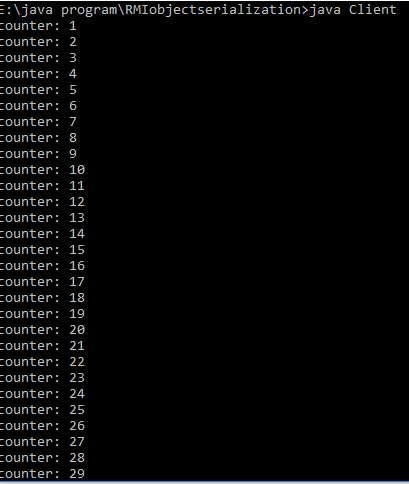 E:\java program\RMIobjectserialization>java Client
counter: 1
counter: 2
counter: 3
counter: 4
counter: 5
counter: 6
counter: 7
counter: 8
counter: 9
counter: 10
counter: 11
counter: 12
counter: 13
counter: 14
counter: 15
counter: 16
counter: 17
counter: 18
counter: 19
counter: 20
counter: 21
counter: 22
counter: 23
counter: 24
counter: 25
counter: 26
counter: 27
counter: 28
counter: 29